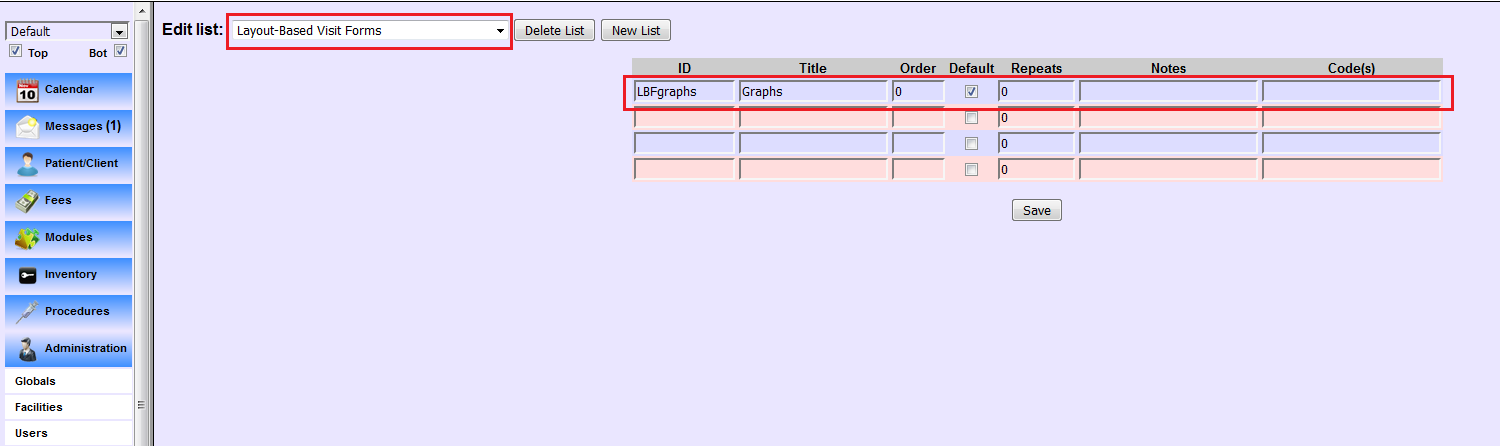 Default
Top Bot
Calendar
Messages (1)
Patient/Client
Fees
Modules
Inventory
Procedures
Administration
Globals
Facilities
Users
Edit list: Layout-Based Visit Forms Delete List New List
ID Title Order Default Repeats Notes Code(s)
LBFgraphs Graphs 0 0
0
0
0
Save